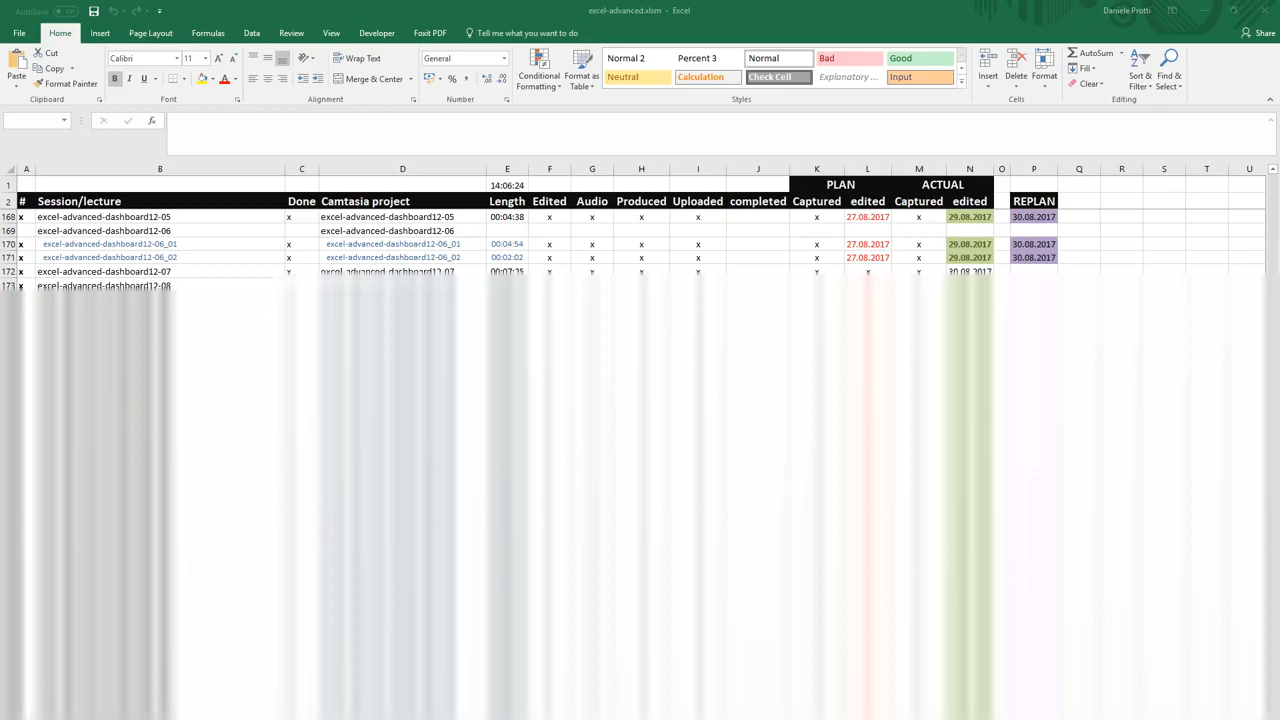 AutoSave Off excel-advanced.xlsm - Excel Daniele Protti
File Home Insert Page Layout Formulas Data Review View Developer Foxit PDF Tell me what you want to do Share
Paste Cut Copy Format Painter Calibri 11 A A B I U A Wrap Text Merge & Center General % , Conditional Formatting Format as Table Normal 2 Percent 3 Normal Bad Good Neutral Calculation Check Cell Explanatory ... Input Insert Delete Format AutoSum Fill Clear Sort & Filter Find & Select
Clipboard Font Alignment Number Styles Cells Editing
fx
A B C D E F G H I J K L M N O P Q R S T U
1 14:06:24 PLAN ACTUAL
2 # Session/lecture Done Camtasia project Length Edited Audio Produced Uploaded completed Captured edited Captured edited REPLAN
168 x excel-advanced-dashboard12-05 x excel-advanced-dashboard12-05 00:04:38 x x x x x 27.08.2017 x 29.08.2017 30.08.2017
169 excel-advanced-dashboard12-06 excel-advanced-dashboard12-06
170 x excel-advanced-dashboard12-06_01 x excel-advanced-dashboard12-06_01 00:04:54 x x x x x 27.08.2017 x 29.08.2017 30.08.2017
171 x excel-advanced-dashboard12-06_02 x excel-advanced-dashboard12-06_02 00:02:02 x x x x x 27.08.2017 x 29.08.2017 30.08.2017
172 x excel-advanced-dashboard12-07 x excel-advanced-dashboard12-07 00:07:25 x x x x x x x 30.08.2017
173 x excel-advanced-dashboard12-08